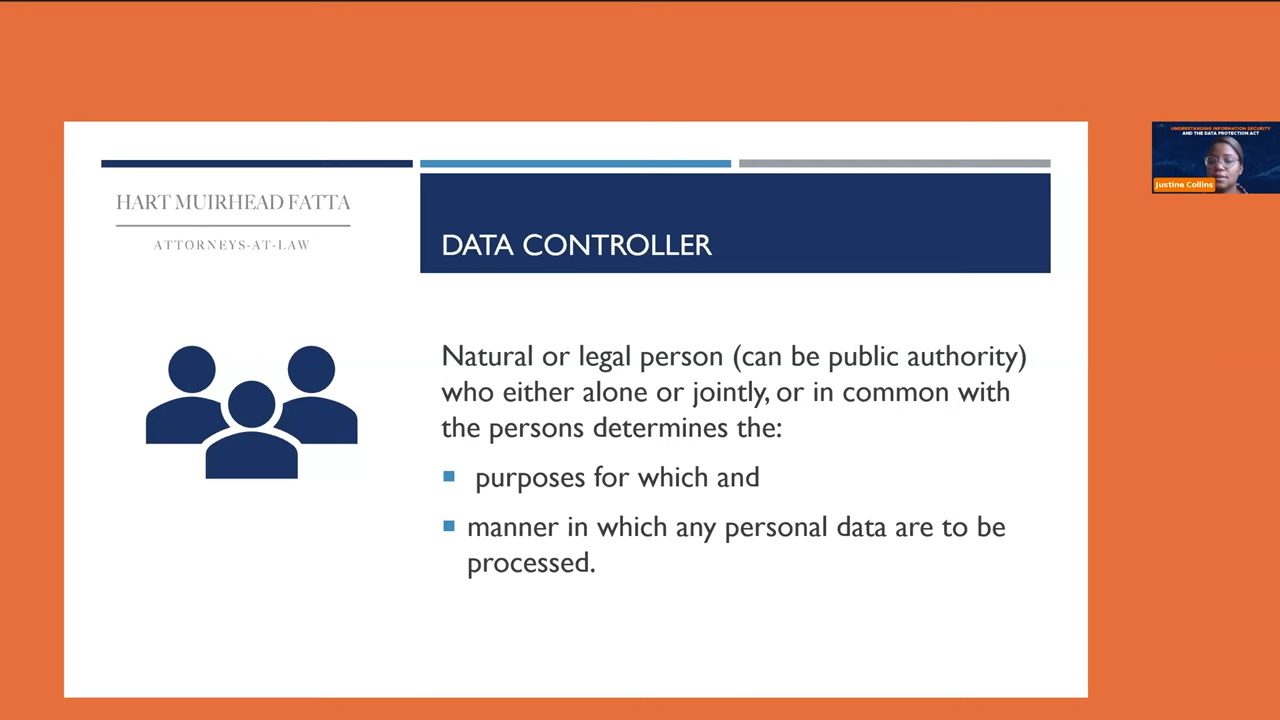 HART MUIRHEAD FATTA
ATTORNEYS-AT-LAW
DATA CONTROLLER
Natural or legal person (can be public authority)
who either alone or jointly, or in common with
the persons determines the:
purposes for which and
manner in which any personal data are to be
processed.
UNDERSTANDING INFORMATION SECURITY
AND THE DATA PROTECTION ACT
Justine Collins